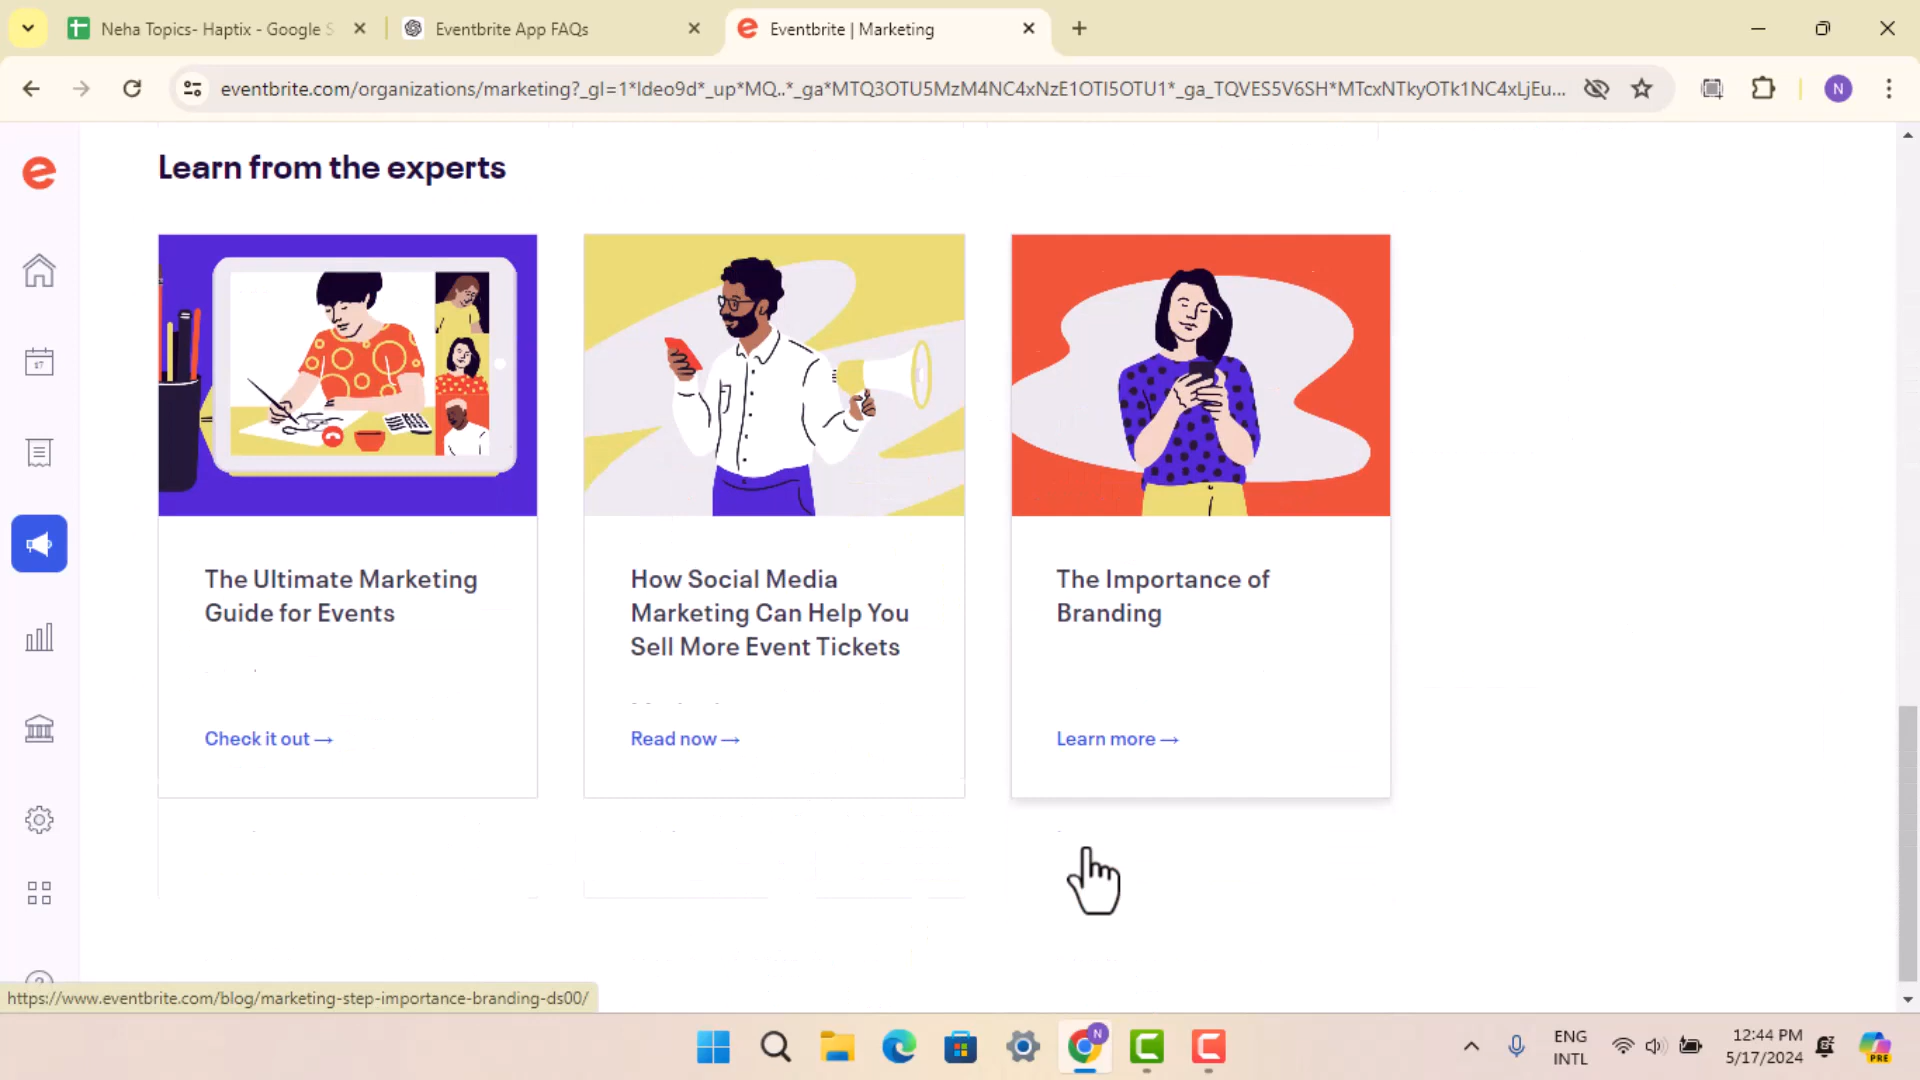 Neha Topics- Haptix - Google S
Eventbrite App FAQs
Eventbrite | Marketing
eventbrite.com/organizations/marketing?_gl=1*ldeo9d*_up*MQ..*_ga*MTQ3OTU5MzM4NC4xNzE1OTI5OTU1*_ga_TQVES5V6SH*MTcxNTkyOTk1NC4xLjEu...
N
Learn from the experts
17
The Ultimate Marketing
Guide for Events
Check it out →
How Social Media
Marketing Can Help You
Sell More Event Tickets
Read now →
The Importance of
Branding
Learn more →
https://www.eventbrite.com/blog/marketing-step-importance-branding-ds00/
N
ENG
INTL
12:44 PM
5/17/2024
PRE